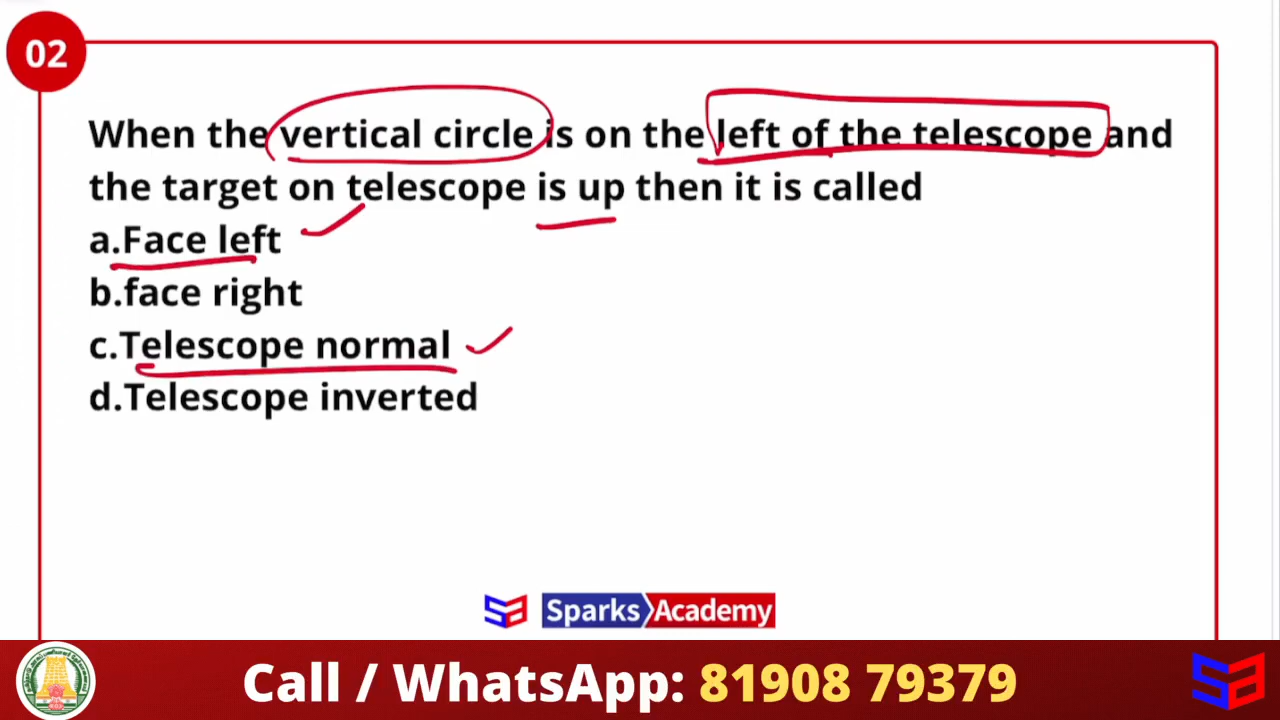 02
When the vertical circle is on the left of the telescope and
the target on telescope is up then it is called
a.Face left
b.face right
c.Telescope normal
d.Telescope inverted
Sparks Academy
Call / WhatsApp: 81908 79379